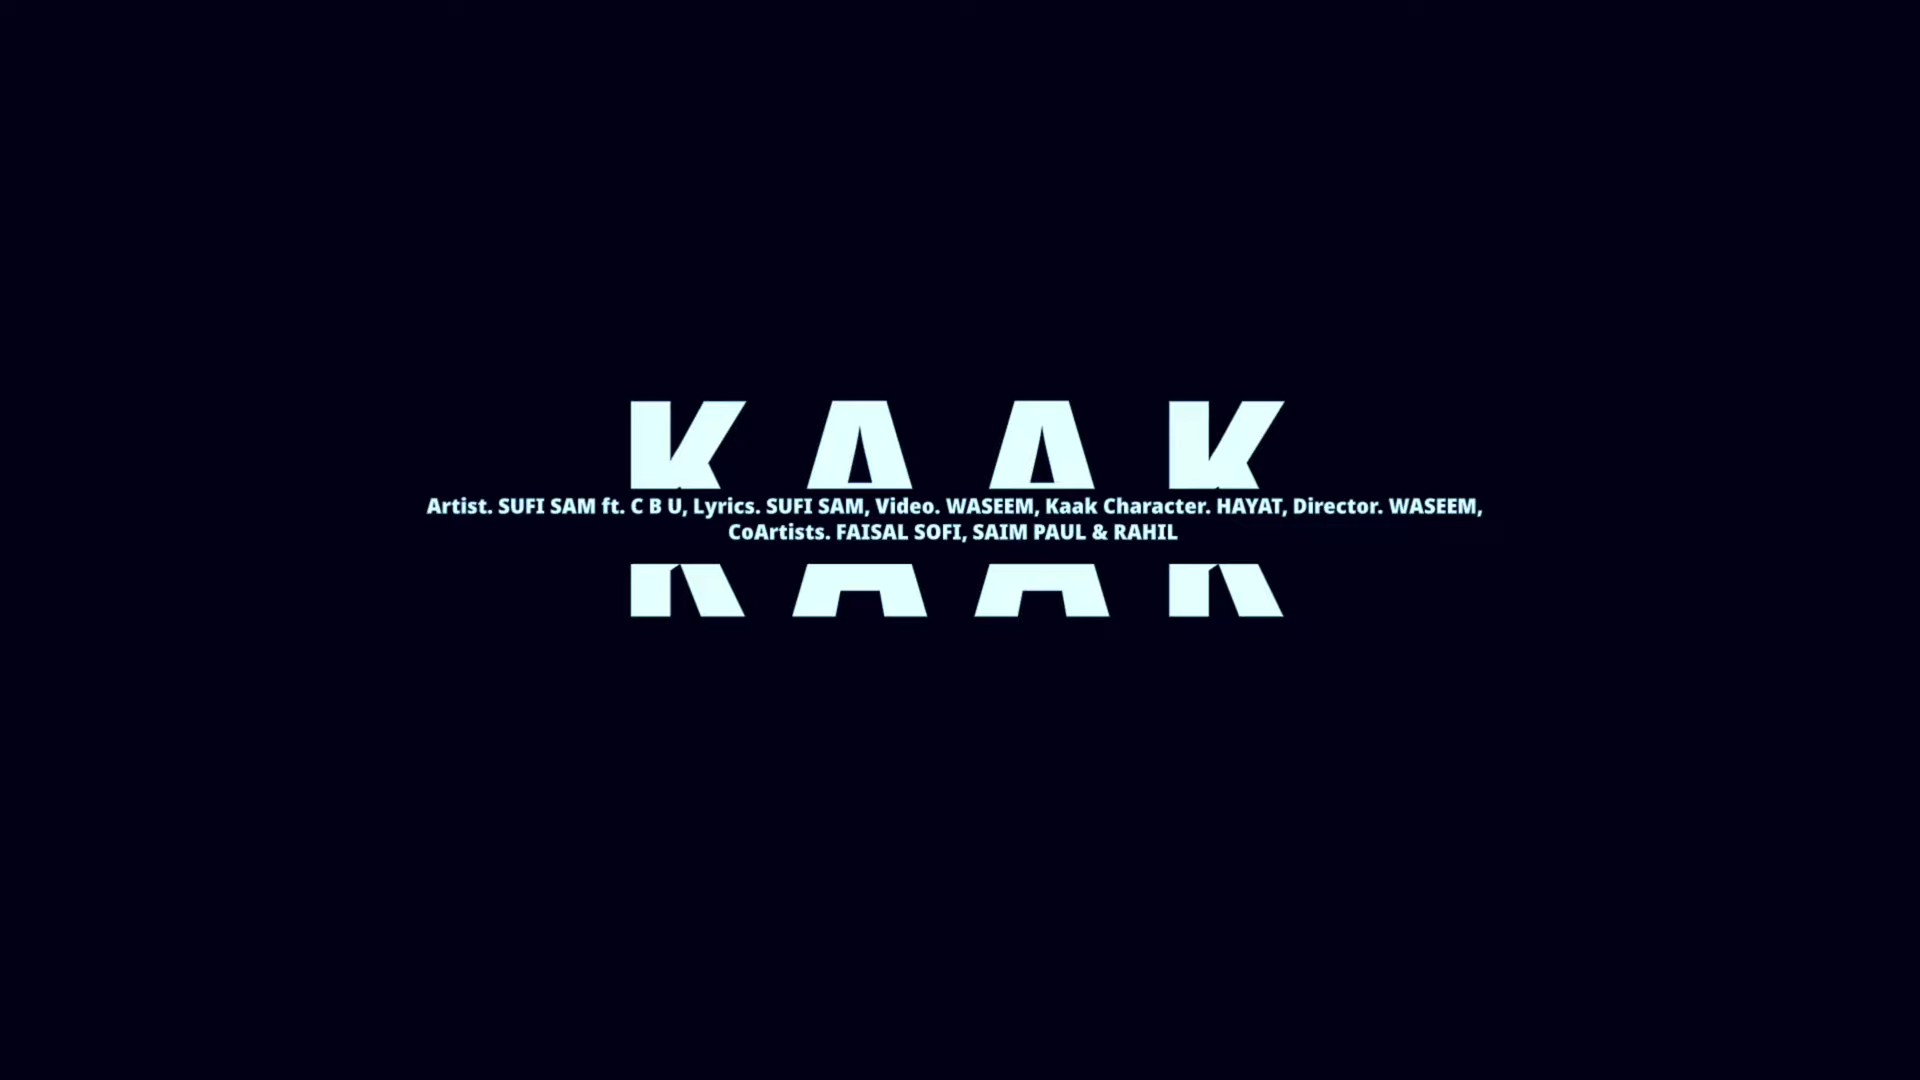 KAAK
Artist. SUFI SAM ft. C B U, Lyrics. SUFI SAM, Video. WASEEM, Kaak Character. HAYAT, Director. WASEEM,
CoArtists. FAISAL SOFI, SAIM PAUL & RAHIL